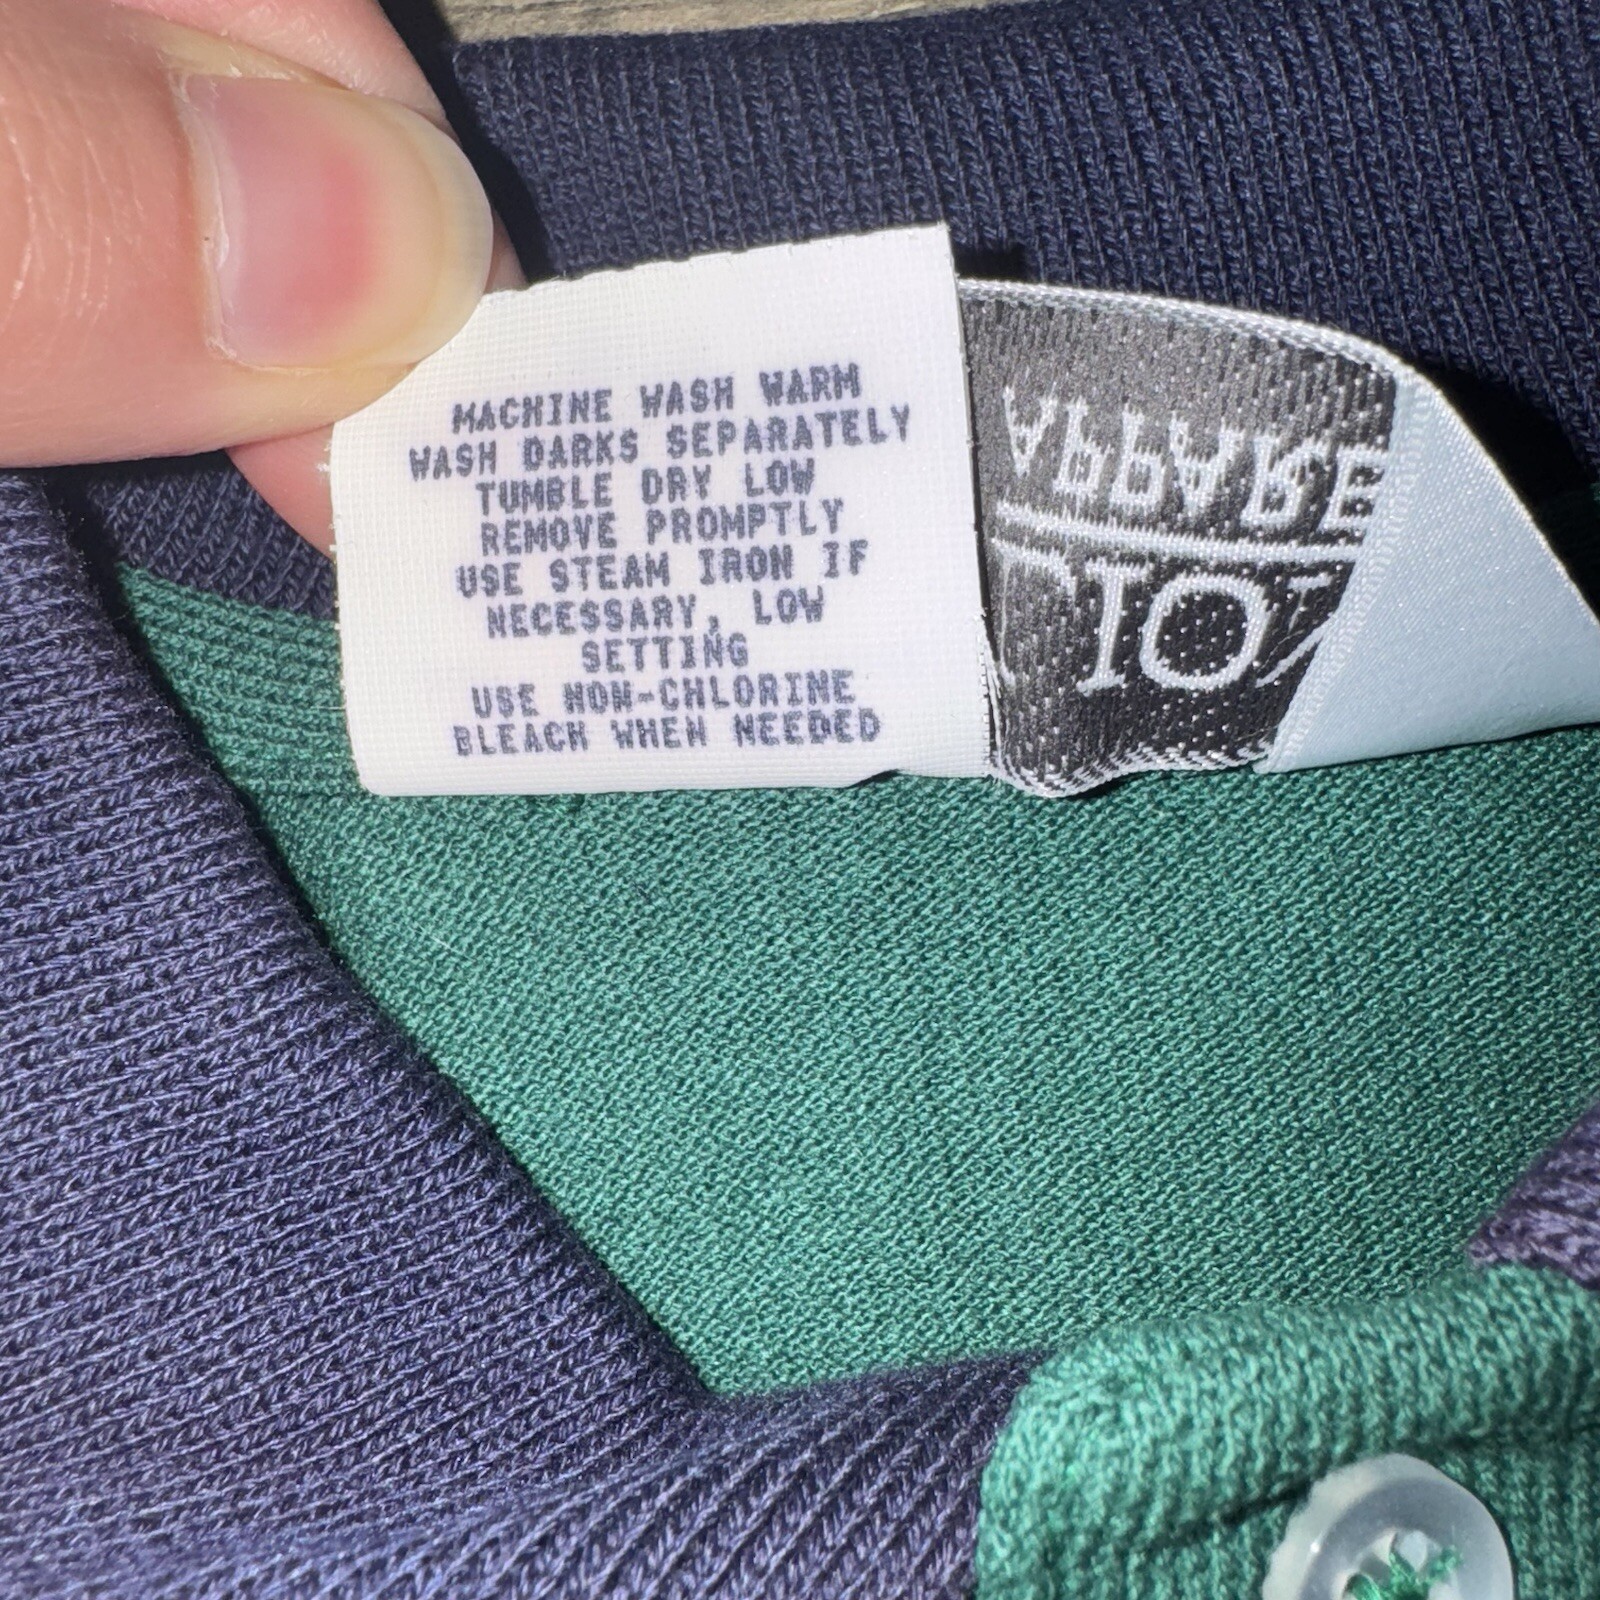 MACHINE WASH WARM
WASH DARKS SEPARATELY
TUMBLE DRY LOW
REMOVE PROMPTLY
USE STEAM IRON IF
NECESSARY, LOW
SETTING
USE NON-CHLORINE
BLEACH WHEN NEEDED